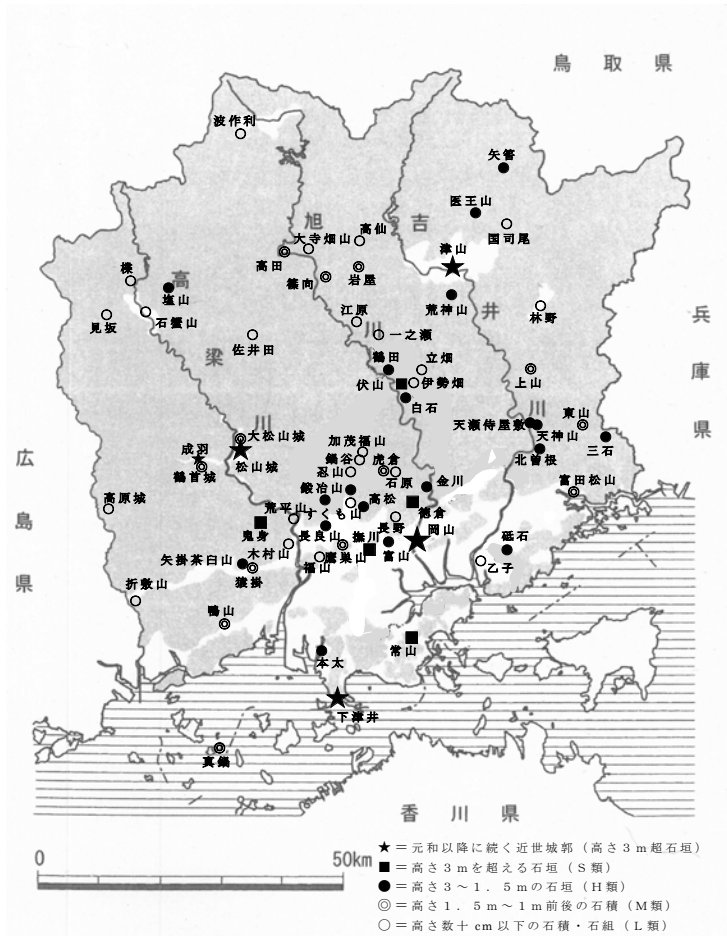 鳥取県
波作利
矢筈
医王山
旭
吉
高仙
大寺畑山
国司尾
津山
高田
篠向
岩屋
楪
高
塩山
荒神山
井
林野
兵庫県
見坂
石蟹山
江原
川
一之瀬
佐井田
梁
鶴田
立畑
伏山
伊勢畑
上山
白石
川
天瀬侍屋敷
東山
天神山
三石
川
大松山城
成羽
松山城
鶴首城
加茂福山
鍋谷
虎倉
忍山
石原
北曽根
広島県
鍛冶山
高松
金川
富田松山
高原城
荒平山
すくも山
徳倉
鬼身
長野
岡山
長良山
撫川
砥石
矢掛茶臼山
木村山
福山
鷹巣山
富山
乙子
猿掛
折敷山
鴨山
本太
常山
下津井
真鍋
香川県
0 50km
★＝元和以降に続く近世城郭（高さ３ｍ超石垣）
■＝高さ３ｍを超える石垣（Ｓ類）
●＝高さ３～１．５ｍの石垣（Ｈ類）
◎＝高さ１．５ｍ～１ｍ前後の石積（Ｍ類）
○＝高さ数十cm以下の石積・石組（Ｌ類）